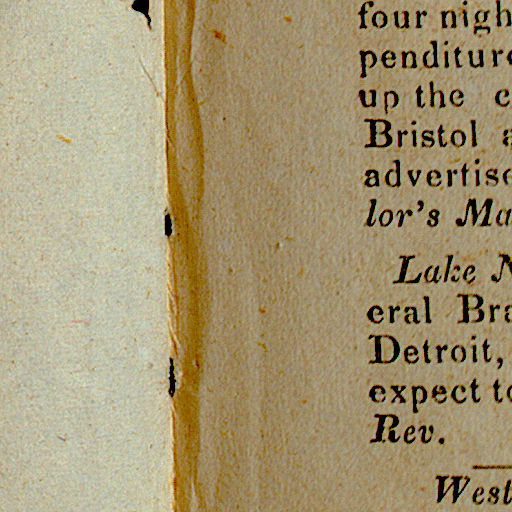 four nigh
penditur
up the c
Bristol a
advertise
lor's Ma
Lake N
eral Bra
Detroit,
expect to
Rev.
West